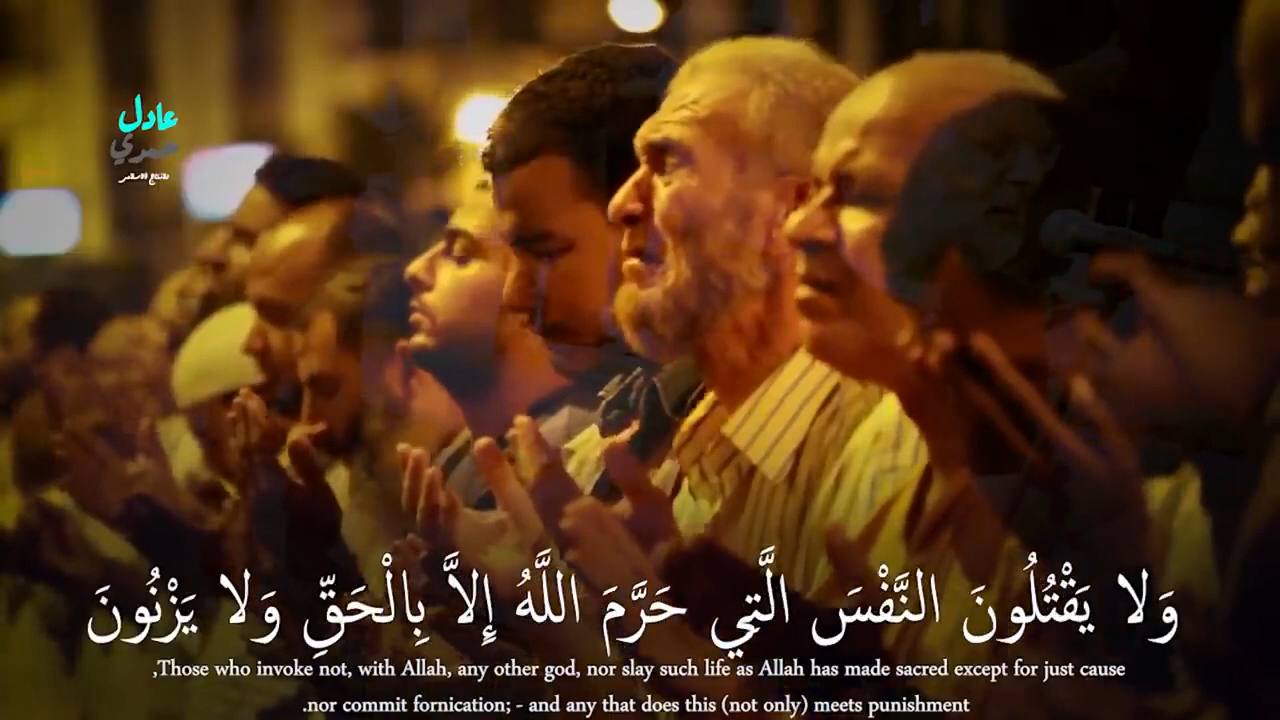 عادل
صبري
وَلا يَقْتُلُونَ النَّفْسَ الَّتِي حَرَّمَ اللَّهُ إِلاَّ بِالْحَقِّ وَلا يَزْنُونَ
,Those who invoke not, with Allah, any other god, nor slay such life as Allah has made sacred except for just cause
.nor commit fornication; - and any that does this (not only) meets punishment